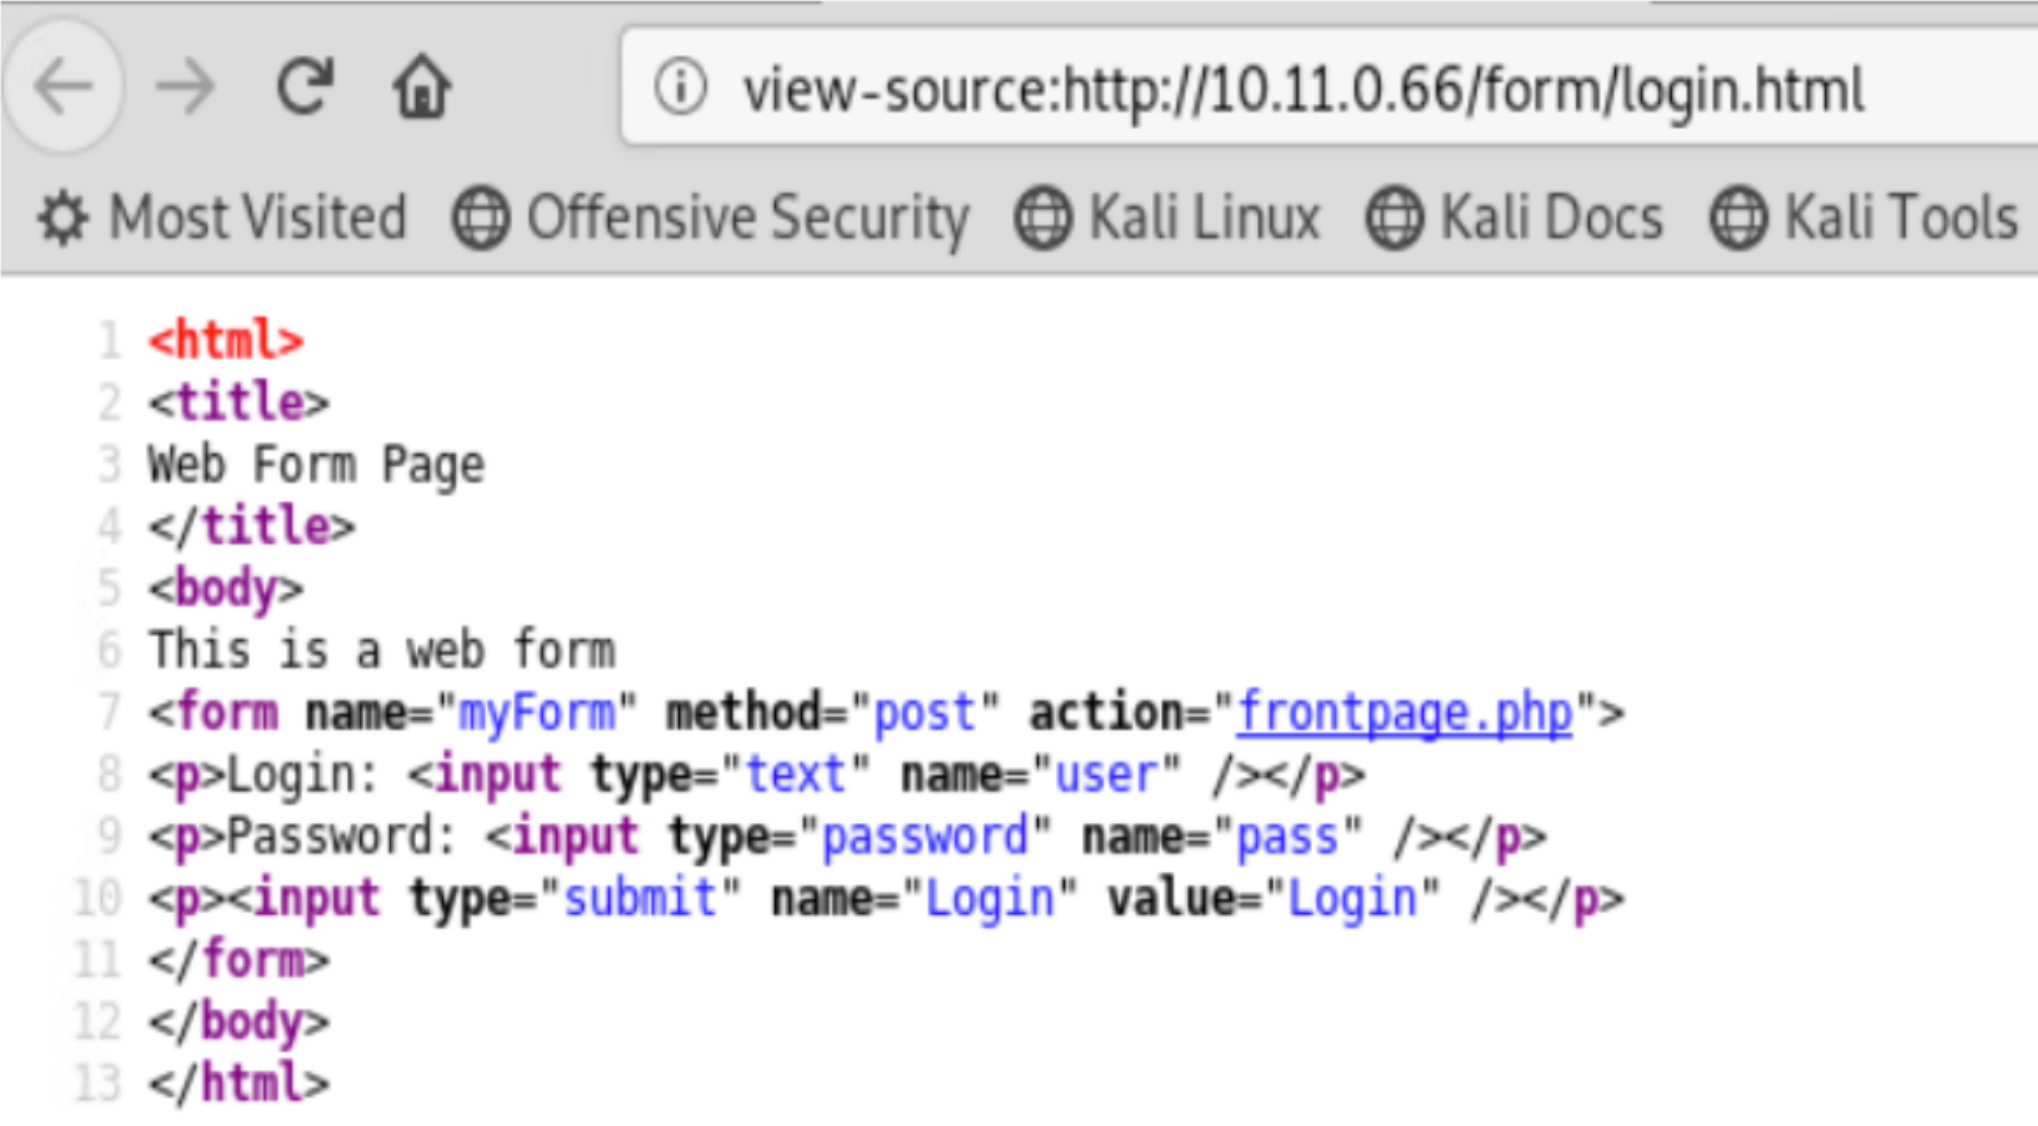 view-source:http://10.11.0.66/form/login.html
Most Visited Offensive Security Kali Linux Kali Docs Kali Tools
1 <html>
2 <title>
3 Web Form Page
4 </title>
5 <body>
6 This is a web form
7 <form name="myForm" method="post" action="frontpage.php">
8 <p>Login: <input type="text" name="user" /></p>
9 <p>Password: <input type="password" name="pass" /></p>
10 <p><input type="submit" name="Login" value="Login" /></p>
11 </form>
12 </body>
13 </html>